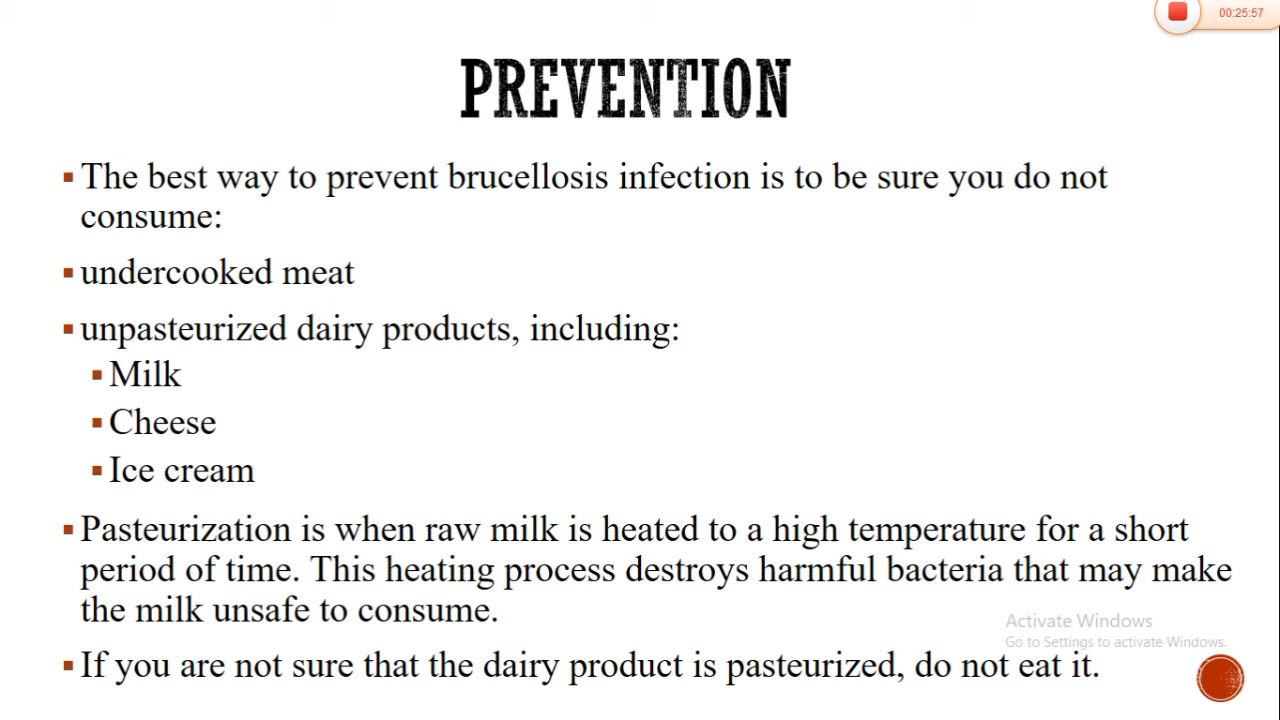 00:25:57
PREVENTION
▪ The best way to prevent brucellosis infection is to be sure you do not
consume:
▪ undercooked meat
▪ unpasteurized dairy products, including:
▪ Milk
▪ Cheese
▪ Ice cream
▪ Pasteurization is when raw milk is heated to a high temperature for a short
period of time. This heating process destroys harmful bacteria that may make
the milk unsafe to consume.
Activate Windows
Go to Settings to activate Windows.
▪ If you are not sure that the dairy product is pasteurized, do not eat it.